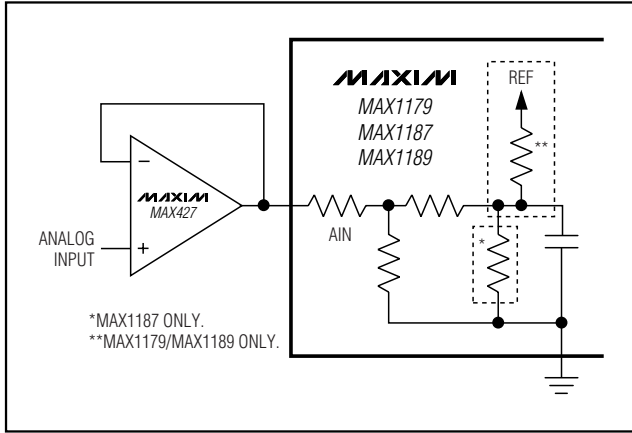 MAXIM
MAX1179
MAX1187
MAX1189
REF
**
−
MAXIM
MAX427
ANALOG
INPUT
+
AIN
*
*MAX1187 ONLY.
**MAX1179/MAX1189 ONLY.